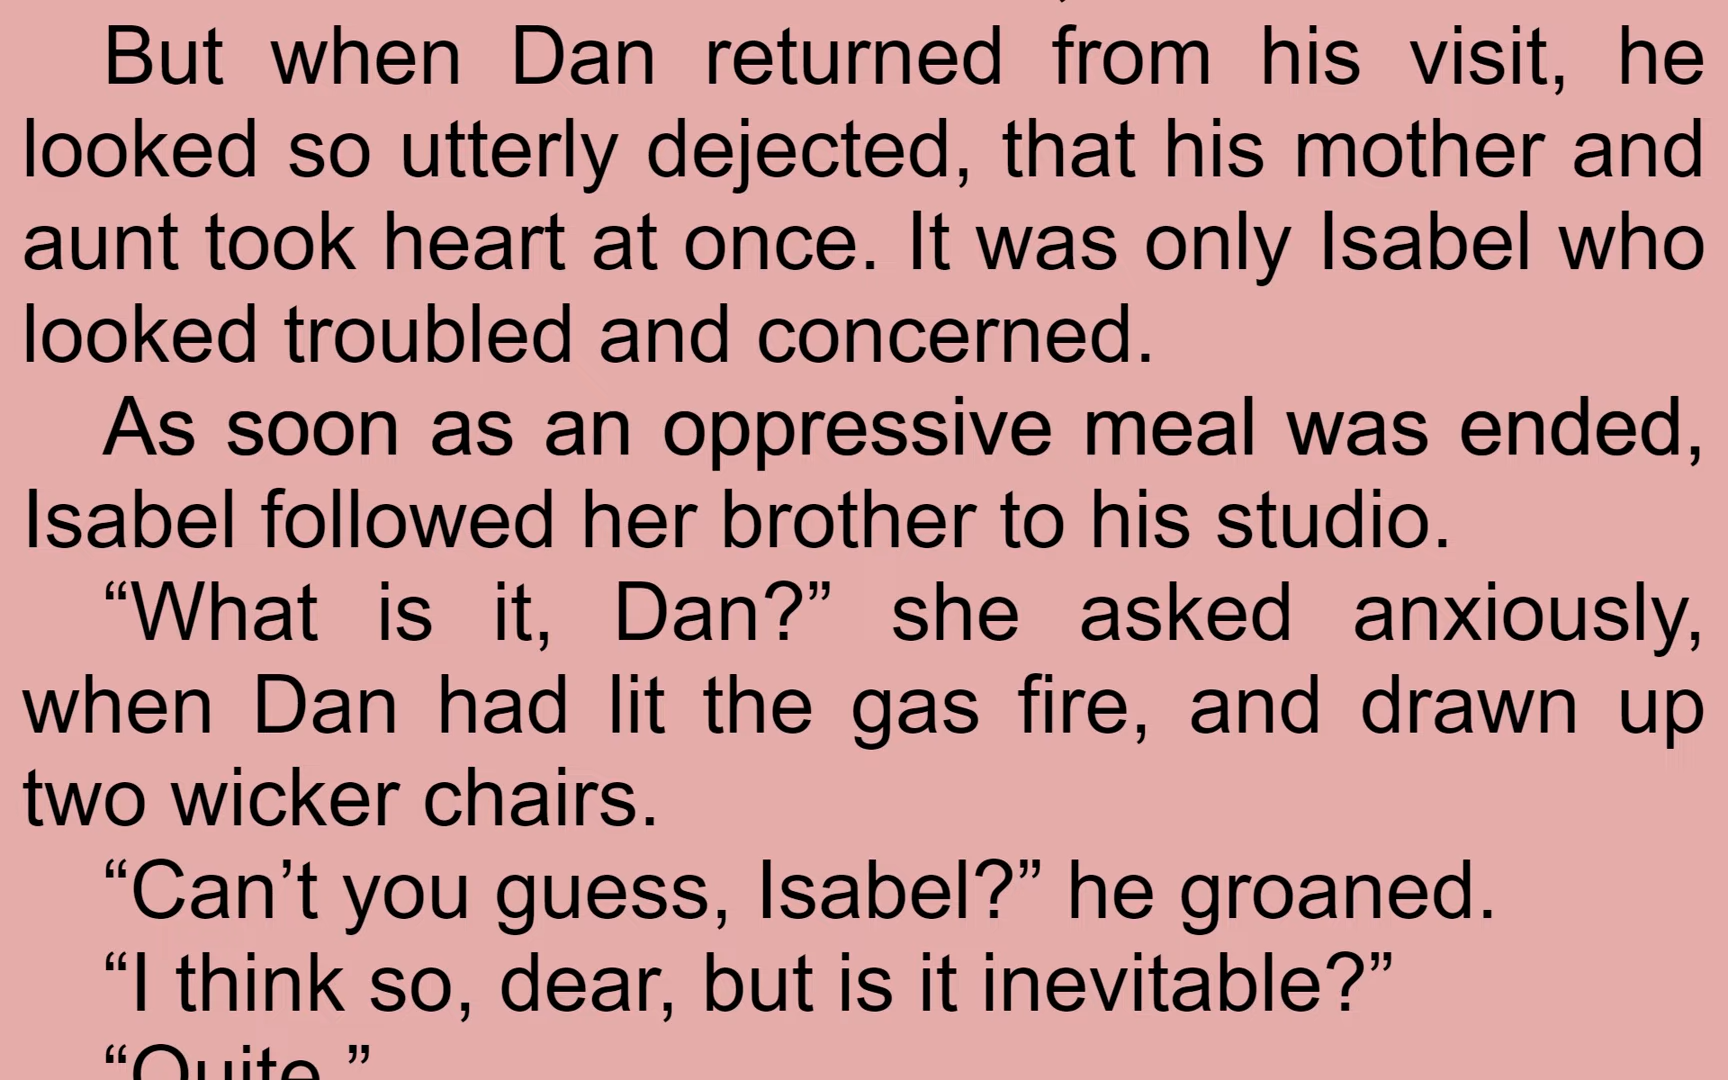 But when Dan returned from his visit, he
looked so utterly dejected, that his mother and
aunt took heart at once. It was only Isabel who
looked troubled and concerned.
As soon as an oppressive meal was ended,
Isabel followed her brother to his studio.
“What is it, Dan?” she asked anxiously,
when Dan had lit the gas fire, and drawn up
two wicker chairs.
“Can’t you guess, Isabel?” he groaned.
“I think so, dear, but is it inevitable?”
“Quite.”